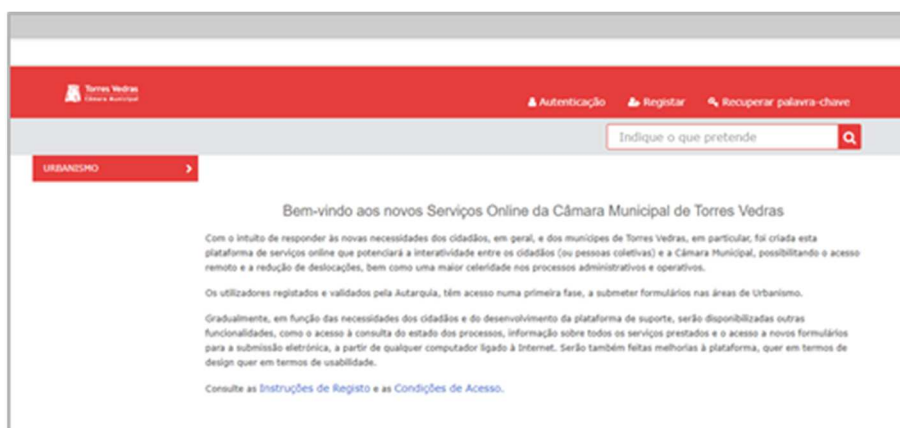 Torres Vedras
Câmara Municipal
Autenticação Registar Recuperar palavra-chave
Indique o que pretende
URBANISMO
Bem-vindo aos novos Serviços Online da Câmara Municipal de Torres Vedras
Com o intuito de responder às novas necessidades dos cidadãos, em geral, e dos munícipes de Torres Vedras, em particular, foi criada esta
plataforma de serviços online que potenciará a interatividade entre os cidadãos (ou pessoas coletivas) e a Câmara Municipal, possibilitando o acesso
remoto e a redução de deslocações, bem como uma maior celeridade nos processos administrativos e operativos.
Os utilizadores registados e validados pela Autarquia, têm acesso numa primeira fase, a submeter formulários nas áreas de Urbanismo.
Gradualmente, em função das necessidades dos cidadãos e do desenvolvimento da plataforma de suporte, serão disponibilizadas outras
funcionalidades, como o acesso à consulta do estado dos processos, informação sobre todos os serviços prestados e o acesso a novos formulários
para a submissão eletrónica, a partir de qualquer computador ligado à Internet. Serão também feitas melhorias à plataforma, quer em termos de
design quer em termos de usabilidade.
Consulte as Instruções de Registo e as Condições de Acesso.